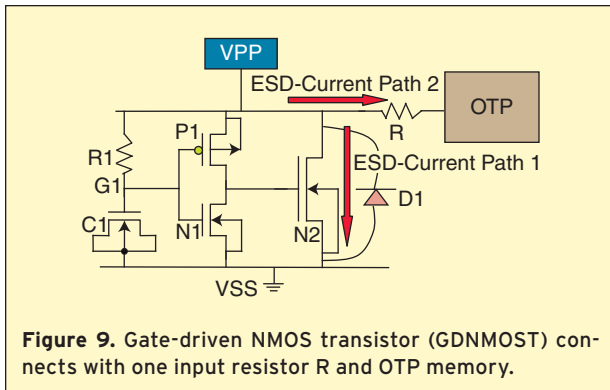 VPP
ESD-Current Path 2
OTP
P1
R
R1
ESD-Current Path 1
G1
D1
C1
N1
N2
VSS
Figure 9. Gate-driven NMOS transistor (GDNMOST) con-
nects with one input resistor R and OTP memory.